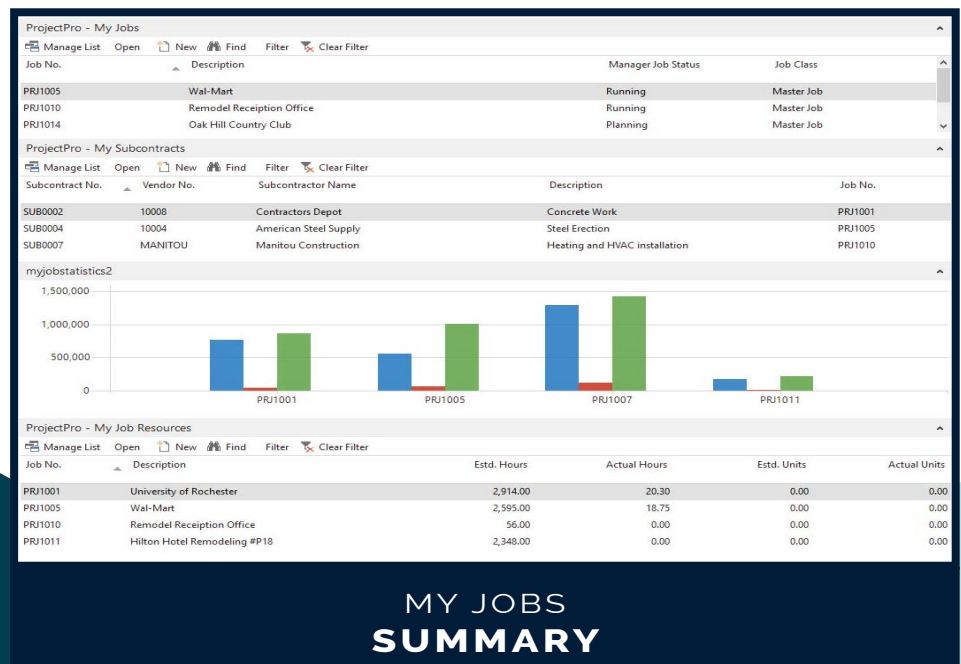 ProjectPro - My Jobs
Manage List Open New Find Filter Clear Filter
Job No. Description Manager Job Status Job Class
PRJ1005 Wal-Mart Running Master Job
PRJ1010 Remodel Receiption Office Running Master Job
PRJ1014 Oak Hill Country Club Planning Master Job
ProjectPro - My Subcontracts
Manage List Open New Find Filter Clear Filter
Subcontract No. Vendor No. Subcontractor Name Description Job No.
SUB0002 10008 Contractors Depot Concrete Work PRJ1001
SUB0004 10004 American Steel Supply Steel Erection PRJ1005
SUB0007 MANITOU Manitou Construction Heating and HVAC installation PRJ1010
myjobstatistics2
1,500,000
1,000,000
500,000
0
PRJ1001 PRJ1005 PRJ1007 PRJ1011
ProjectPro - My Job Resources
Manage List Open New Find Filter Clear Filter
Job No. Description Estd. Hours Actual Hours Estd. Units Actual Units
PRJ1001 University of Rochester 2,914.00 20.30 0.00 0.00
PRJ1005 Wal-Mart 2,595.00 18.75 0.00 0.00
PRJ1010 Remodel Receiption Office 56.00 0.00 0.00 0.00
PRJ1011 Hilton Hotel Remodeling #P18 2,348.00 0.00 0.00 0.00
MY JOBS
SUMMARY